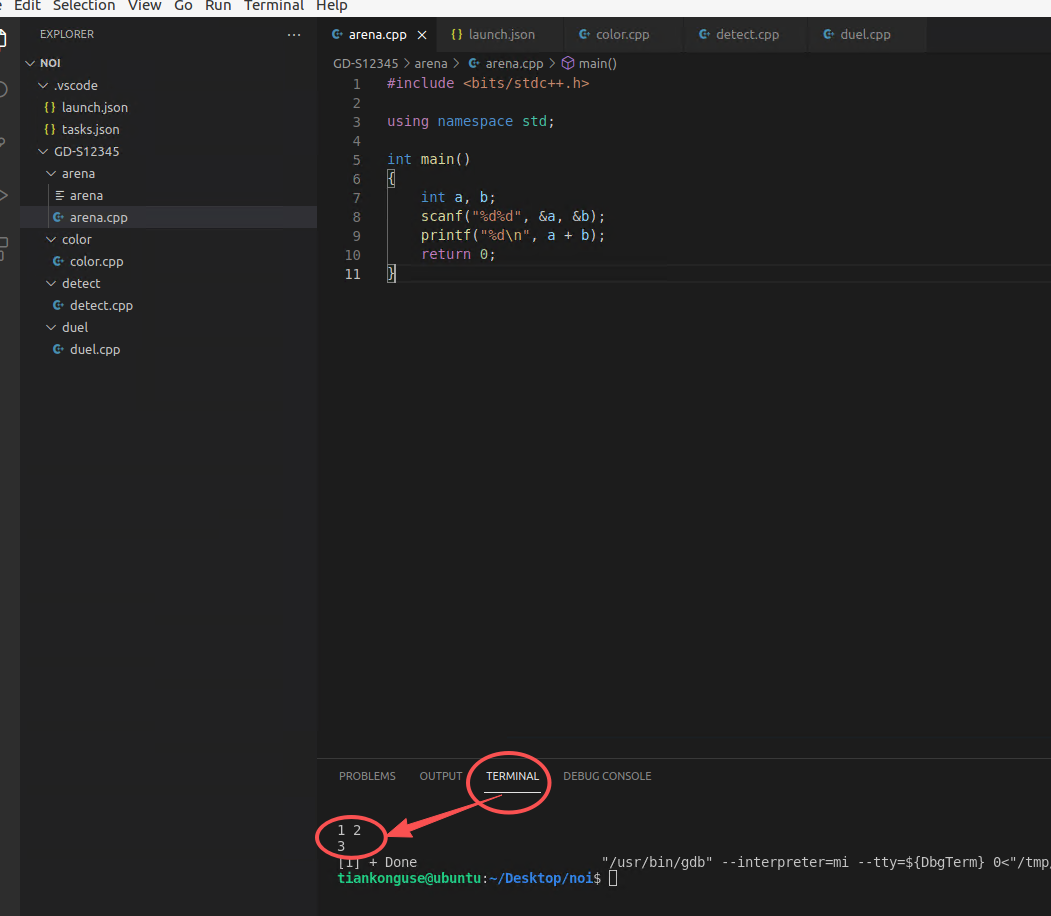 Edit Selection View Go Run Terminal Help
EXPLORER ...
arena.cpp launch.json color.cpp detect.cpp duel.cpp
NOI
.vscode
{} launch.json
{} tasks.json
GD-S12345
arena
arena
arena.cpp
color
color.cpp
detect
detect.cpp
duel
duel.cpp
GD-S12345 > arena > arena.cpp > main()
1 #include <bits/stdc++.h>
2
3 using namespace std;
4
5 int main()
6 {
7 int a, b;
8 scanf("%d%d", &a, &b);
9 printf("%d\n", a + b);
10 return 0;
11 }
PROBLEMS OUTPUT TERMINAL DEBUG CONSOLE
1 2
3
[1] + Done "/usr/bin/gdb" --interpreter=mi --tty=${DbgTerm} 0<"/tmp/
tiankonguse@ubuntu:~/Desktop/noi$